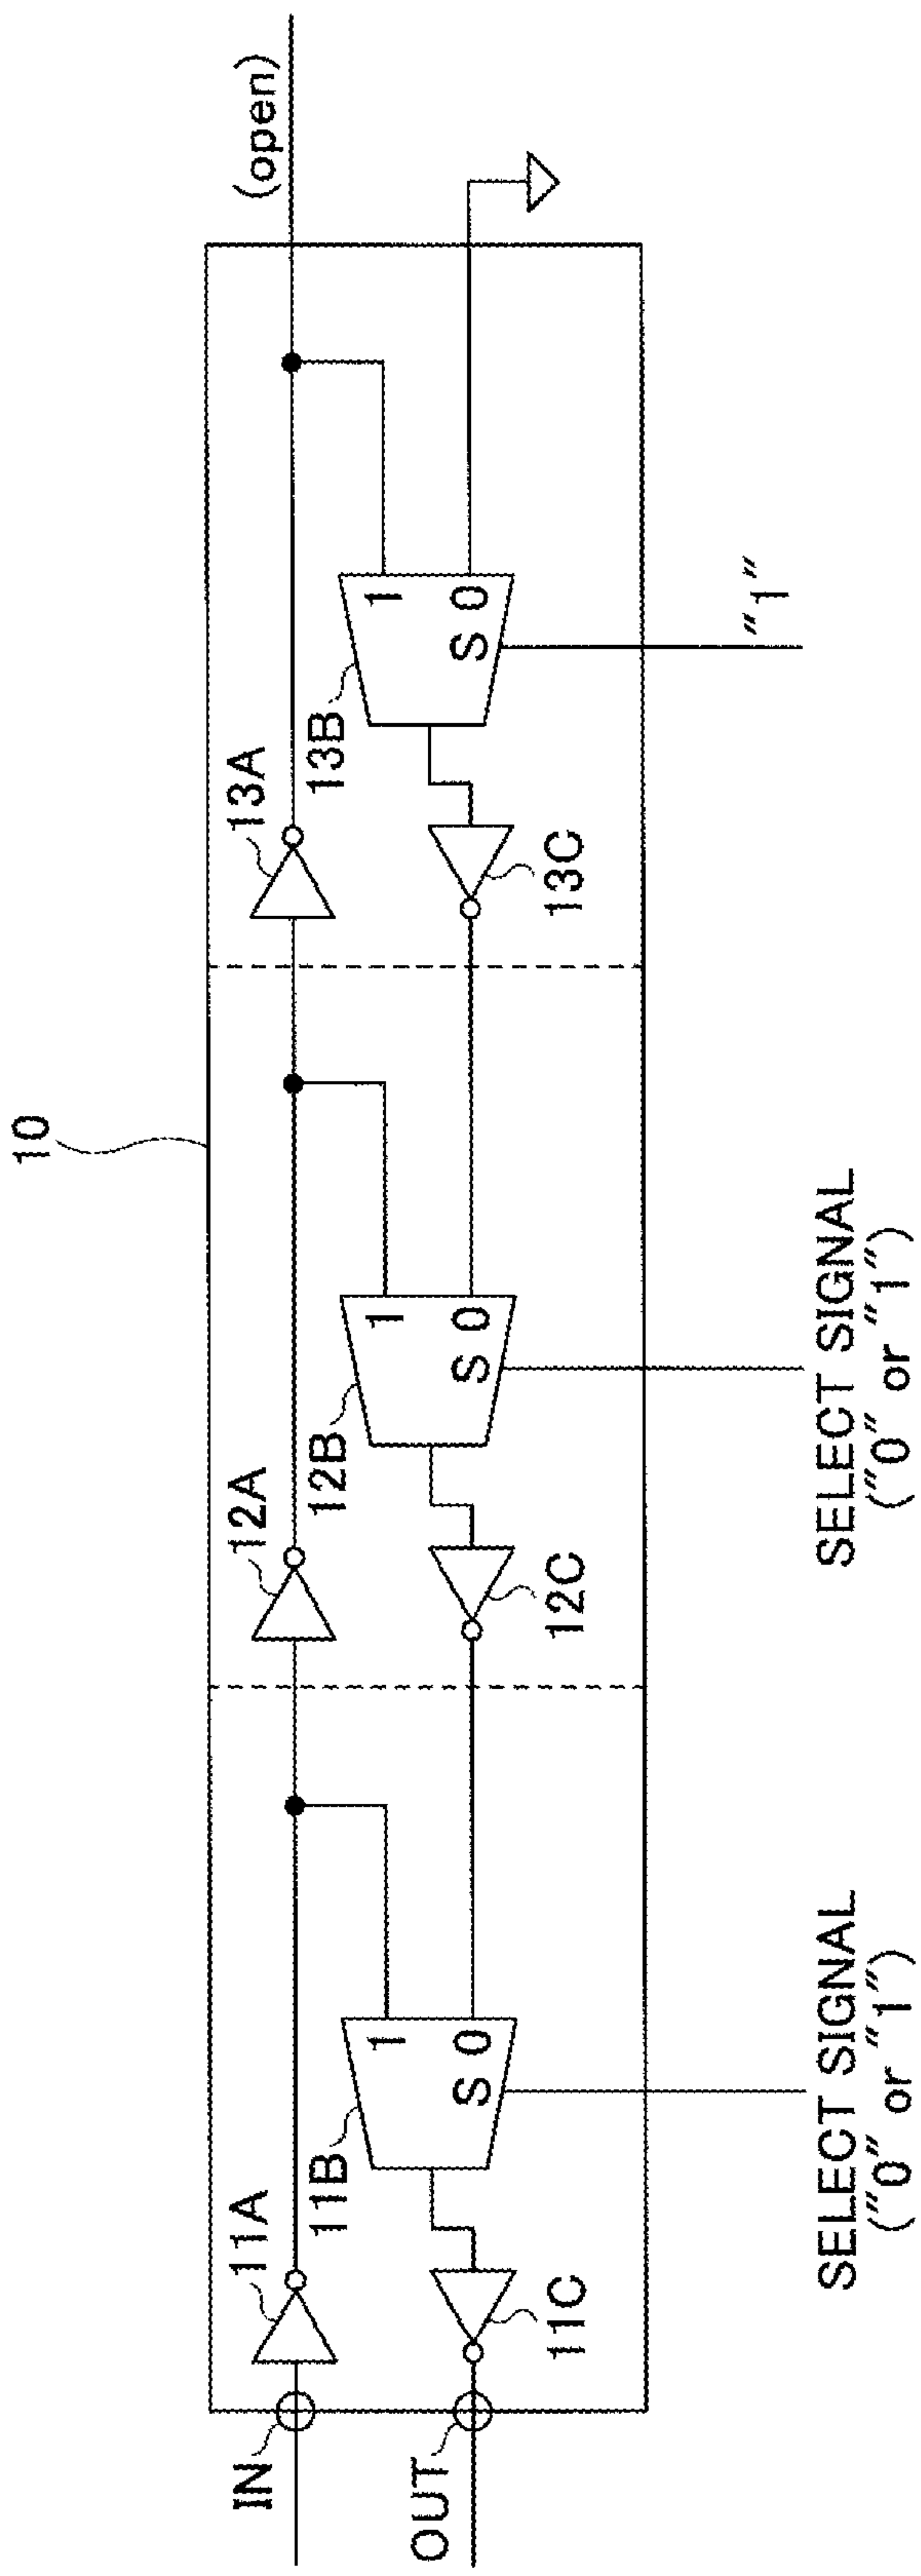 10
IN
11A
12A
13A
(open)
11B
1
S 0
12B
1
S 0
13B
1
S 0
OUT
11C
12C
13C
SELECT SIGNAL
("0" or "1")
SELECT SIGNAL
("0" or "1")
"1"